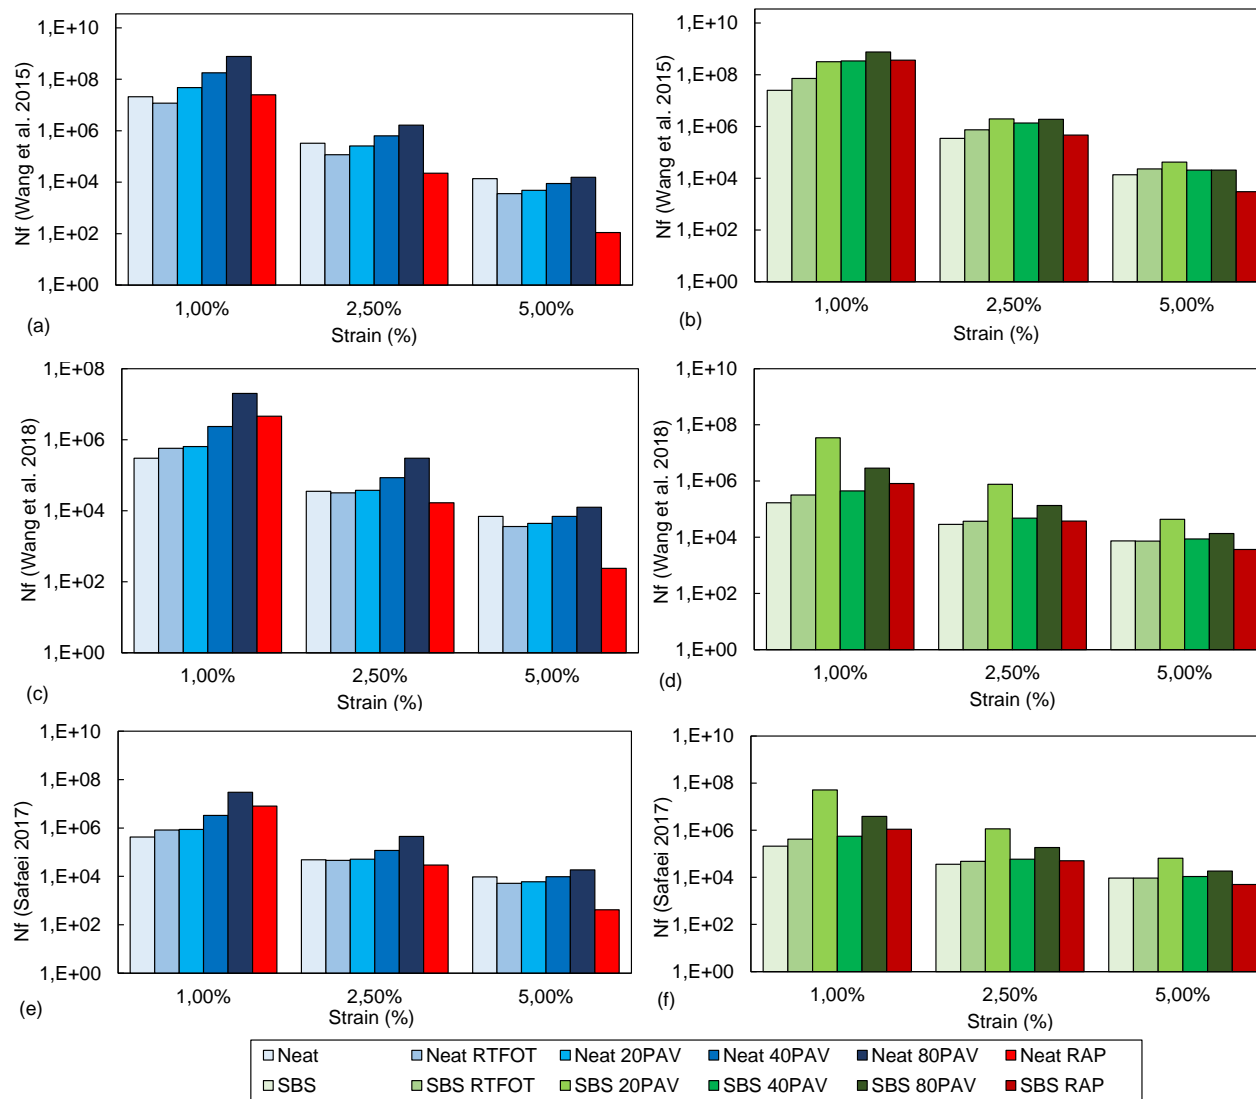 Nf (Wang et al. 2015)
1,E+10
1,E+08
1,E+06
1,E+04
1,E+02
1,E+00
1,00% 2,50% 5,00%
Strain (%)
(a)
Nf (Wang et al. 2015)
1,E+10
1,E+08
1,E+06
1,E+04
1,E+02
1,E+00
1,00% 2,50% 5,00%
Strain (%)
(b)
Nf (Wang et al. 2018)
1,E+08
1,E+06
1,E+04
1,E+02
1,E+00
1,00% 2,50% 5,00%
Strain (%)
(c)
Nf (Wang et al. 2018)
1,E+10
1,E+08
1,E+06
1,E+04
1,E+02
1,E+00
1,00% 2,50% 5,00%
Strain (%)
(d)
Nf (Safaei 2017)
1,E+10
1,E+08
1,E+06
1,E+04
1,E+02
1,E+00
1,00% 2,50% 5,00%
Strain (%)
(e)
Nf (Safaei 2017)
1,E+10
1,E+08
1,E+06
1,E+04
1,E+02
1,E+00
1,00% 2,50% 5,00%
Strain (%)
(f)
Neat Neat RTFOT Neat 20PAV Neat 40PAV Neat 80PAV Neat RAP
SBS SBS RTFOT SBS 20PAV SBS 40PAV SBS 80PAV SBS RAP